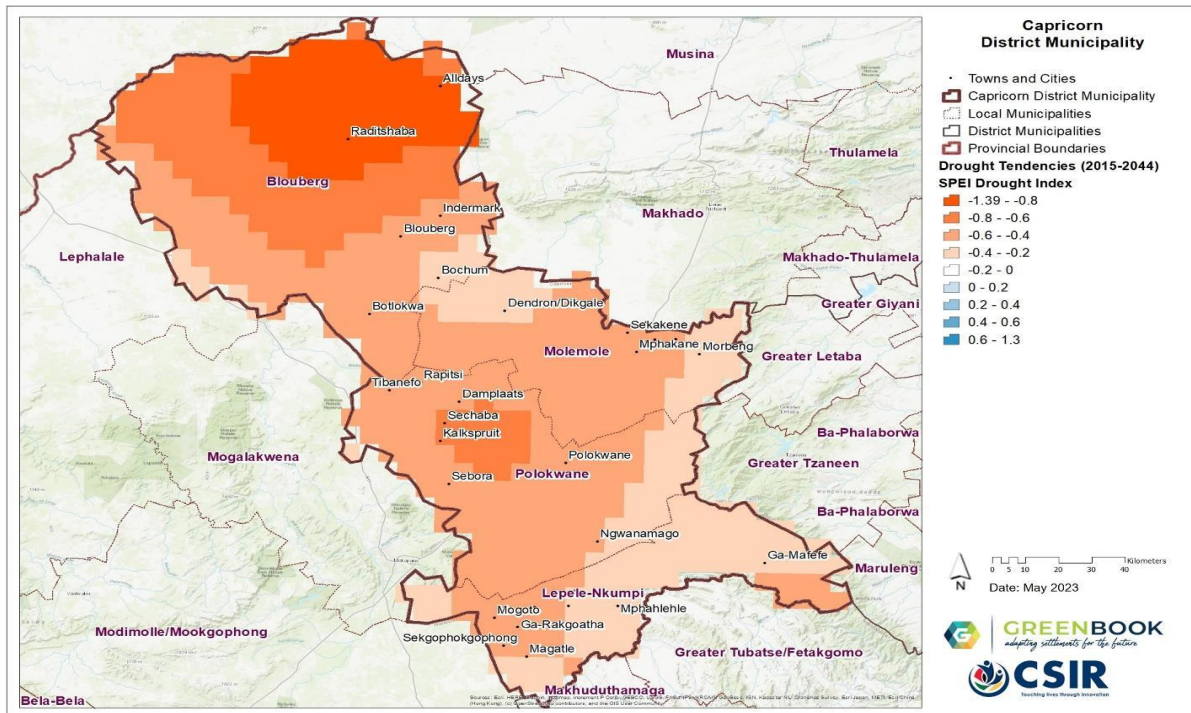 Capricorn
District Municipality
Towns and Cities
Capricorn District Municipality
Local Municipalities
District Municipalities
Provincial Boundaries
Drought Tendencies (2015-2044)
SPEI Drought Index
-1.39 - -0.8
-0.8 - -0.6
-0.6 - -0.4
-0.4 - -0.2
-0.2 - 0
0 - 0.2
0.2 - 0.4
0.4 - 0.6
0.6 - 1.3
Musina
Alldays
Raditshaba
Thulamela
Blouberg
Indermark
Makhado
Blouberg
Lephalale
Makhado-Thulamela
Bochum
Greater Giyani
Dendron/Dikgale
Botlokwa
Sekakene
Mphakane
Morbeng
Molemole
Greater Letaba
Rapitsi
Tibanefo
Damplaats
Sechaba
Kalkspruit
Ba-Phalaborwa
Mogalakwena
Polokwane
Greater Tzaneen
Polokwane
Sebora
Ba-Phalaborwa
Ngwanamago
Ga-Mafefe
Maruleng
Lepele-Nkumpi
Mphahlehle
Mogoto
Ga-Rakgoatha
Modimolle/Mookgophong
Sekgophokgophong
Magatle
Greater Tubatse/Fetakgomo
Makhuduthamaga
Bela-Bela
N
Kilometers
0 5 10 20 30 40
Date: May 2023
G
GREENBOOK
adapting settlements for the future
CSIR
Touching lives through innovation